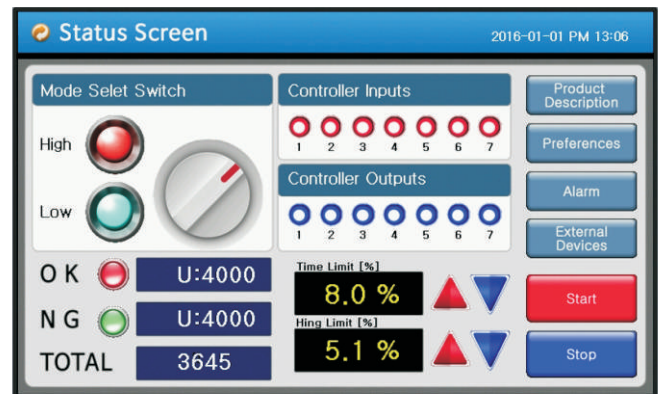 Status Screen
2016-01-01 PM 13:06
Mode Selet Switch
High
Low
Controller Inputs
1 2 3 4 5 6 7
Controller Outputs
1 2 3 4 5 6 7
Product
Description
Preferences
Alarm
External
Devices
O K U:4000
N G U:4000
TOTAL 3645
Time Limit [%]
8.0 %
Hing Limit [%]
5.1 %
Start
Stop